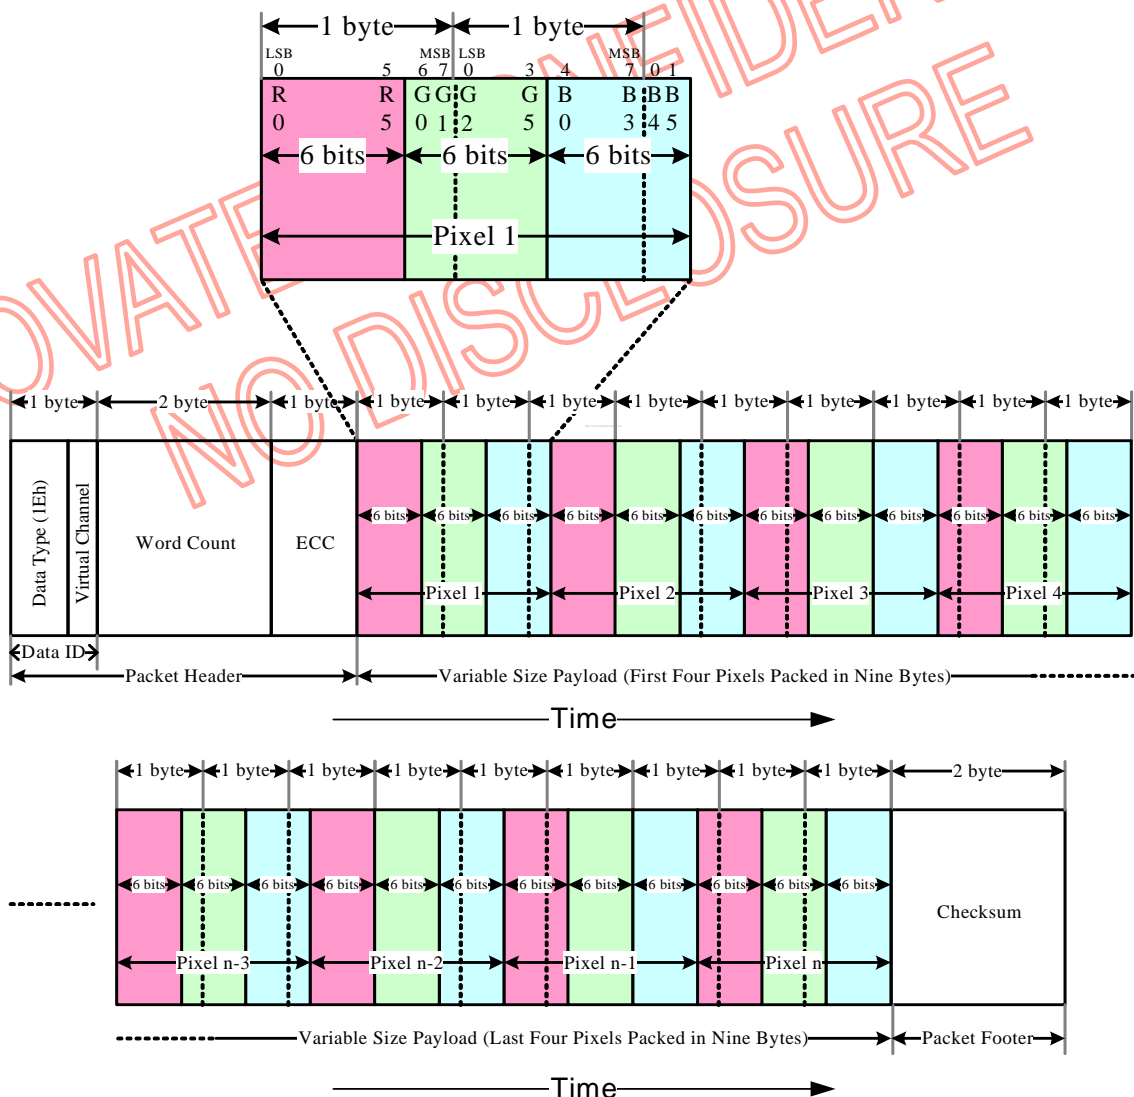 1 byte 1 byte
LSB MSB LSB MSB
0 5 6 7 0 3 4 7 0 1
R R G G G G B B B B
0 5 0 1 2 5 0 3 4 5
6 bits 6 bits 6 bits
Pixel 1
NO DISCLOSURE
1 byte 2 byte 1 byte 1 byte 1 byte 1 byte 1 byte 1 byte 1 byte 1 byte 1 byte 1 byte
Data Type (1Eh)
Virtual Channel
Word Count
ECC
6 bits 6 bits 6 bits 6 bits 6 bits 6 bits 6 bits 6 bits 6 bits 6 bits 6 bits 6 bits
Pixel 1 Pixel 2 Pixel 3 Pixel 4
Data ID
Packet Header Variable Size Payload (First Four Pixels Packed in Nine Bytes)
Time
1 byte 1 byte 1 byte 1 byte 1 byte 1 byte 1 byte 1 byte 1 byte 2 byte
6 bits 6 bits 6 bits 6 bits 6 bits 6 bits 6 bits 6 bits 6 bits 6 bits 6 bits 6 bits
Checksum
Pixel n-3 Pixel n-2 Pixel n-1 Pixel n
Variable Size Payload (Last Four Pixels Packed in Nine Bytes) Packet Footer
Time